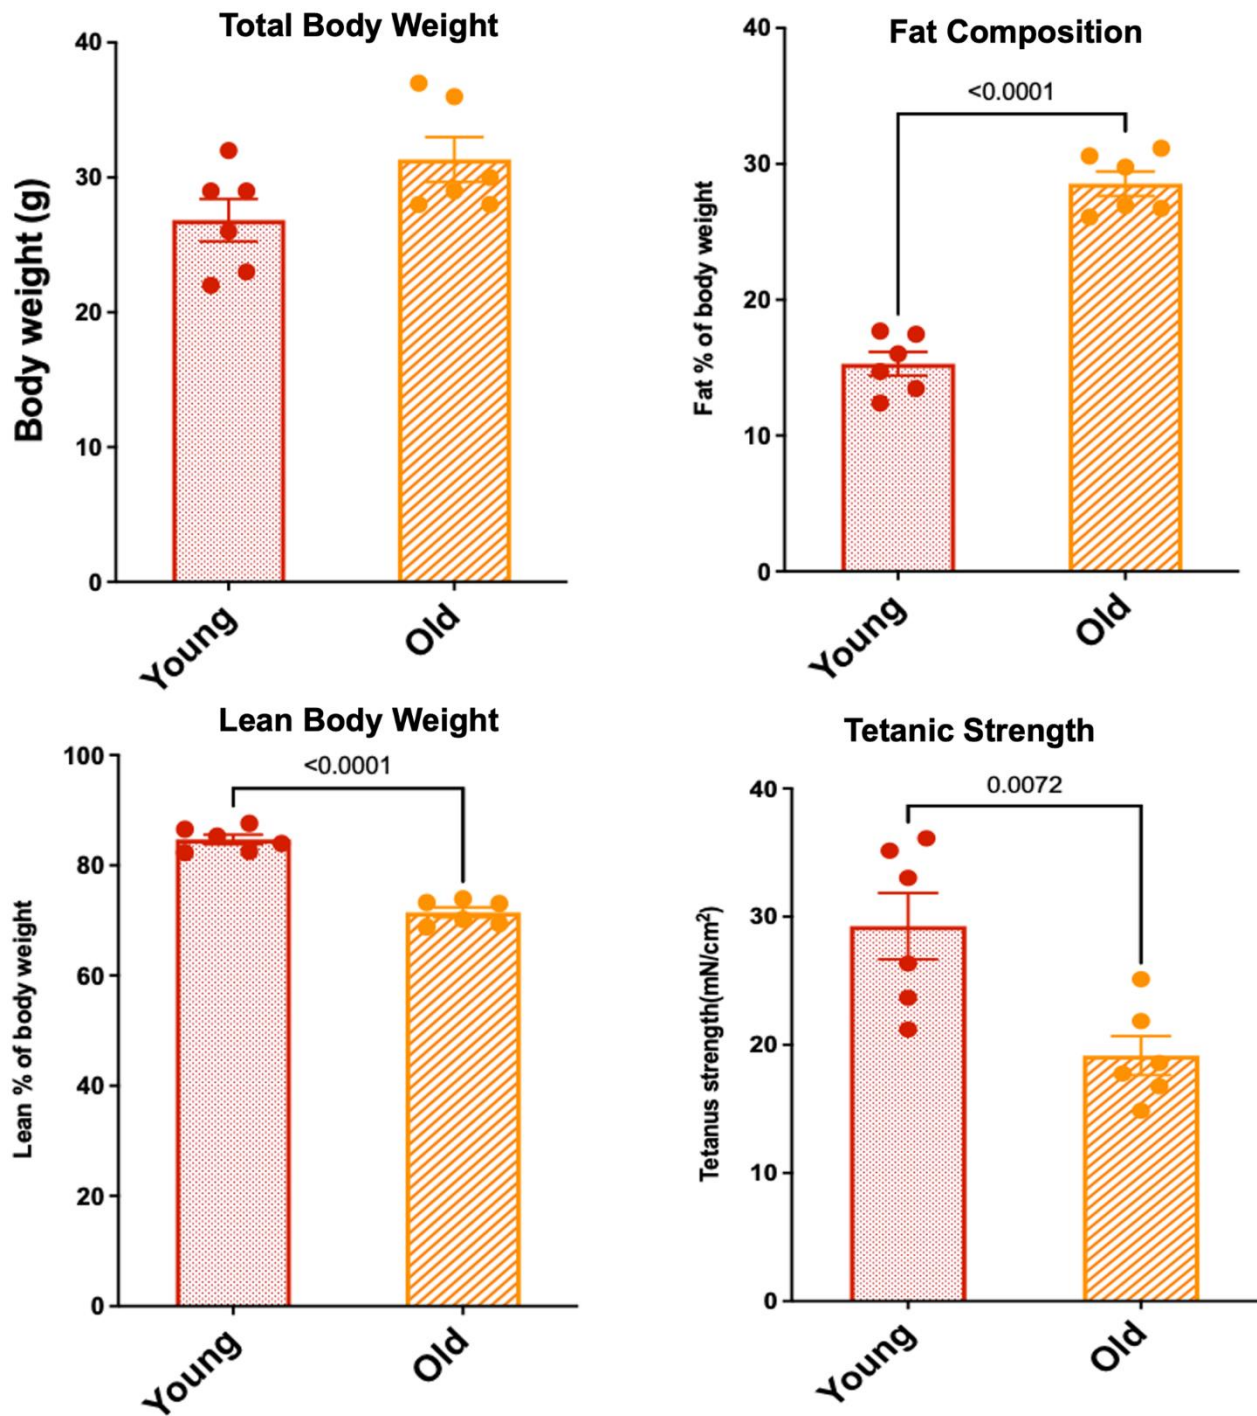 Total Body Weight
Body weight (g)
40
30
20
10
0
Young
Old
Fat Composition
Fat % of body weight
40
30
20
10
0
<0.0001
Young
Old
Lean Body Weight
Lean % of body weight
100
80
60
40
20
0
<0.0001
Young
Old
Tetanic Strength
Tetanus strength(mN/cm²)
40
30
20
10
0
0.0072
Young
Old